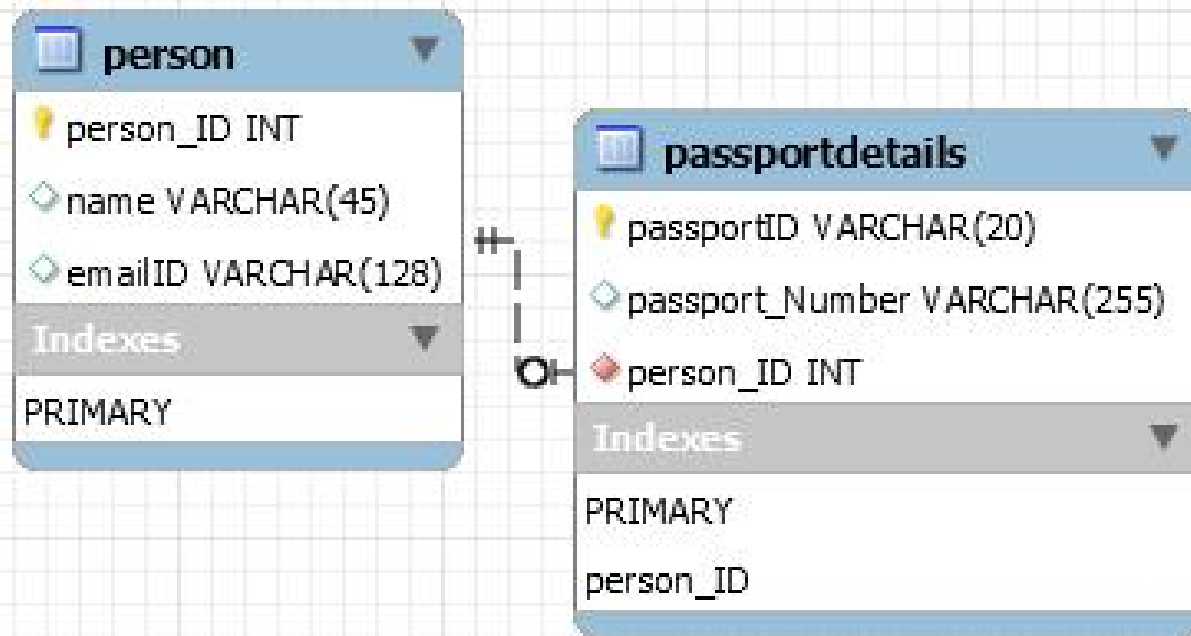 person
person_ID INT
name VARCHAR(45)
emailID VARCHAR(128)
Indexes
PRIMARY
passportdetails
passportID VARCHAR(20)
passport_Number VARCHAR(255)
person_ID INT
Indexes
PRIMARY
person_ID